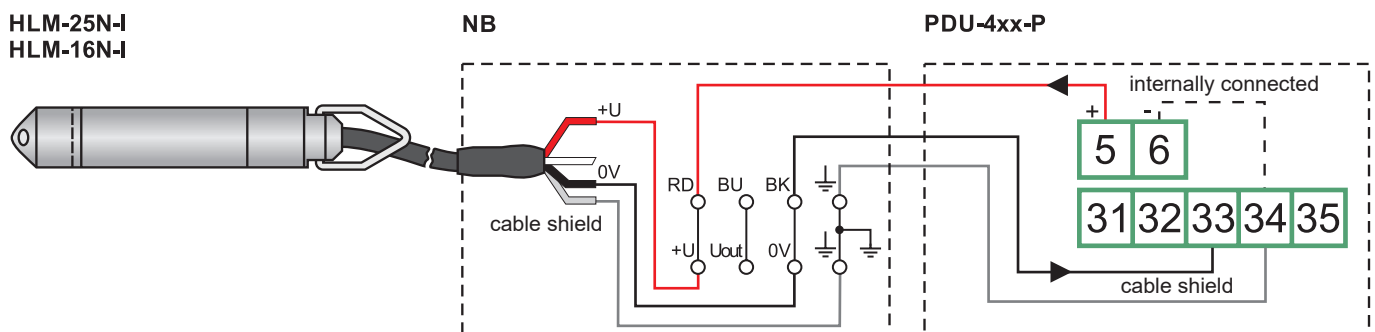 HLM-25N-I
HLM-16N-I
NB
PDU-4xx-P
internally connected
+U
+ -
5 6
0V
RD BU BK
cable shield
31 32 33 34 35
+U Uout 0V
cable shield